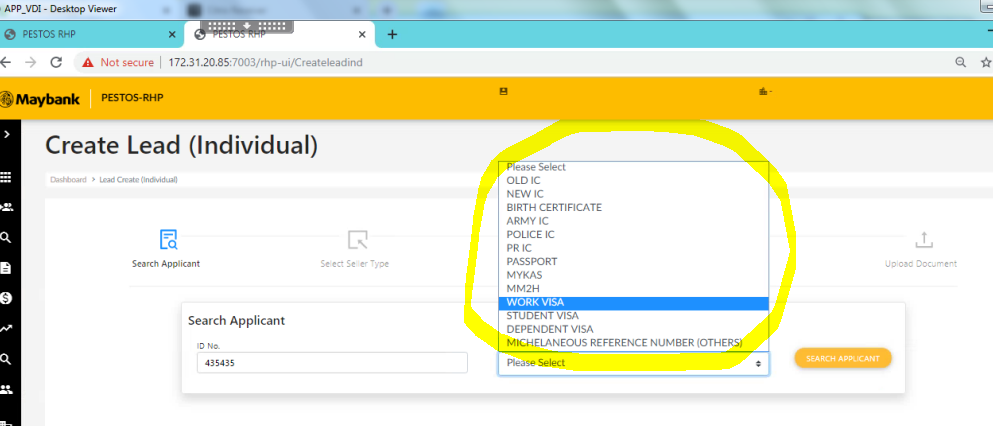 APP_VDI - Desktop Viewer
PESTOS RHP
PESTOS RHP
Not secure | 172.31.20.85:7003/rhp-ui/Createleadind
Maybank PESTOS-RHP
Create Lead (Individual)
Dashboard > Lead Create (Individual)
Search Applicant
Select Seller Type
Upload Document
Please Select
OLD IC
NEW IC
BIRTH CERTIFICATE
ARMY IC
POLICE IC
PR IC
PASSPORT
MYKAS
MM2H
WORK VISA
STUDENT VISA
DEPENDENT VISA
MICHELANEOUS REFERENCE NUMBER (OTHERS)
Search Applicant
ID No.
435435
Please Select
SEARCH APPLICANT